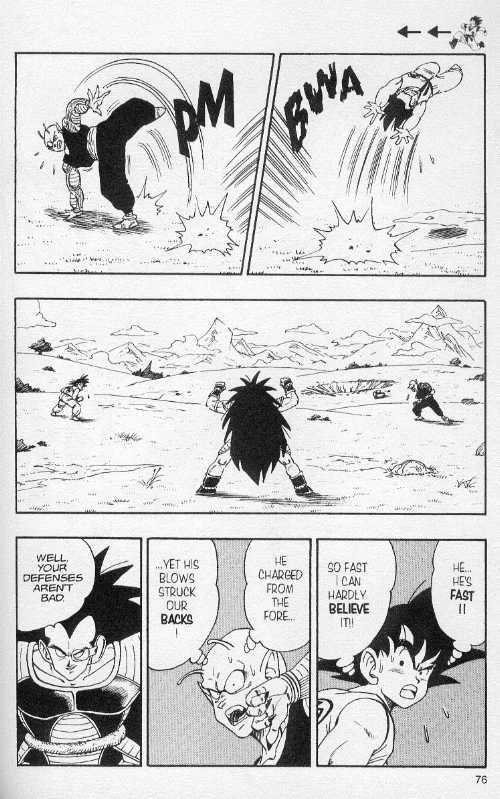 BWA
DM
HE...
HE'S
FAST
!!
SO FAST
I CAN
HARDLY
BELIEVE
IT!!
HE
CHARGED
FROM
THE
FORE...
...YET HIS
BLOWS
STRUCK
OUR
BACKS
!
WELL,
YOUR
DEFENSES
AREN'T
BAD.
76